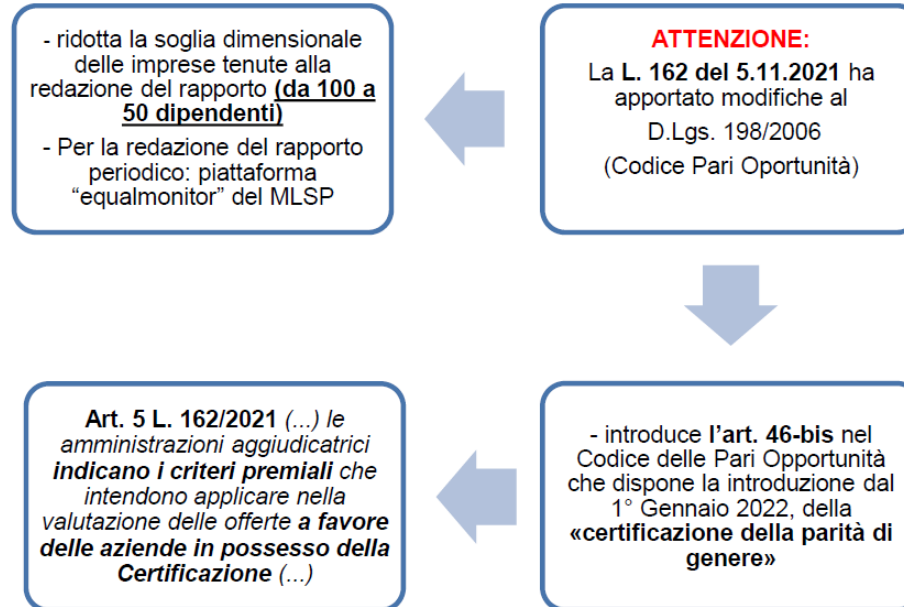 ATTENZIONE:
La L. 162 del 5.11.2021 ha
apportato modifiche al
D.Lgs. 198/2006
(Codice Pari Oportunità)
- ridotta la soglia dimensionale
delle imprese tenute alla
redazione del rapporto (da 100 a
50 dipendenti)
- Per la redazione del rapporto
periodico: piattaforma
“equalmonitor” del MLSP
- introduce l’art. 46-bis nel
Codice delle Pari Opportunità
che dispone la introduzione dal
1° Gennaio 2022, della
«certificazione della parità di
genere»
Art. 5 L. 162/2021 (...) le
amministrazioni aggiudicatrici
indicano i criteri premiali che
intendono applicare nella
valutazione delle offerte a favore
delle aziende in possesso della
Certificazione (...)